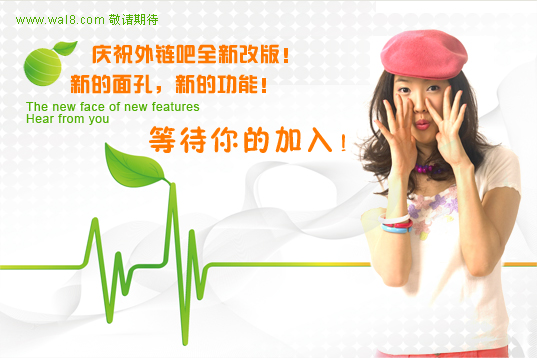 www.wal8.com 敬请期待
庆祝外链吧全新改版!
新的面孔，新的功能!
The new face of new features
Hear from you
等待你的加入!